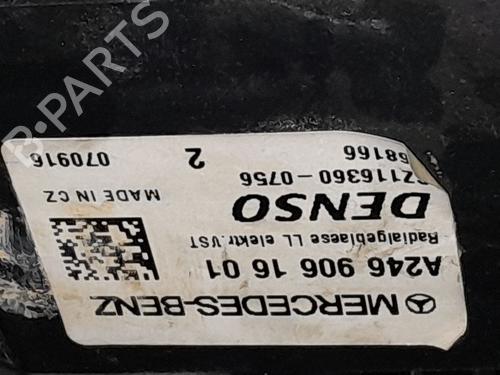 MERCEDES-BENZ
A246 906 16 01
Radialgeblaese LL elektr. VST
DENSO
MADE IN CZ
2116360-0756
68166
070916
2
B-PARTS